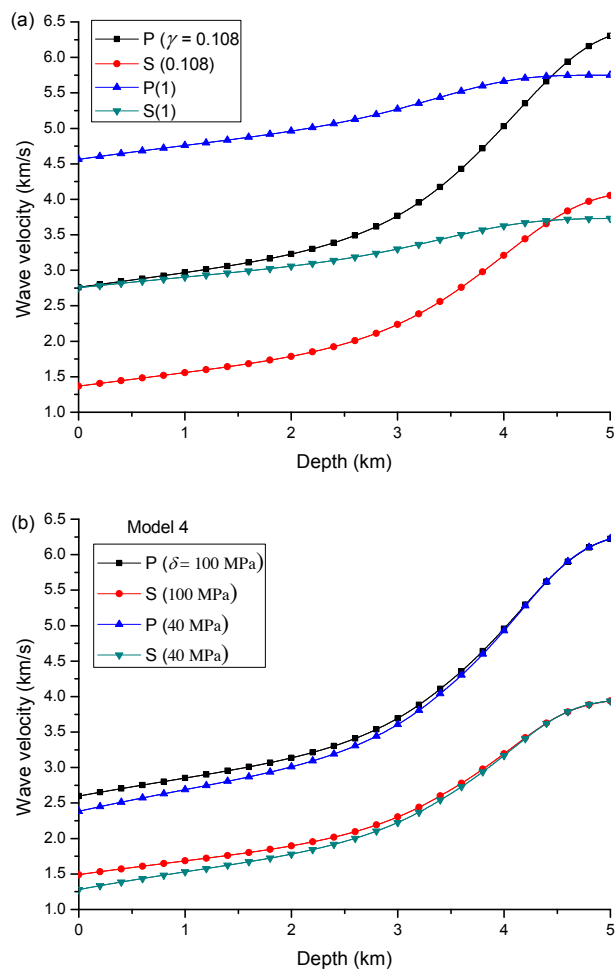 (a)
P (γ = 0.108
S (0.108)
P(1)
S(1)
Wave velocity (km/s)
6.5
6.0
5.5
5.0
4.5
4.0
3.5
3.0
2.5
2.0
1.5
1.0
0 1 2 3 4 5
Depth (km)
(b)
Model 4
P (δ= 100 MPa)
S (100 MPa)
P (40 MPa)
S (40 MPa)
Wave velocity (km/s)
6.5
6.0
5.5
5.0
4.5
4.0
3.5
3.0
2.5
2.0
1.5
1.0
0 1 2 3 4 5
Depth (km)